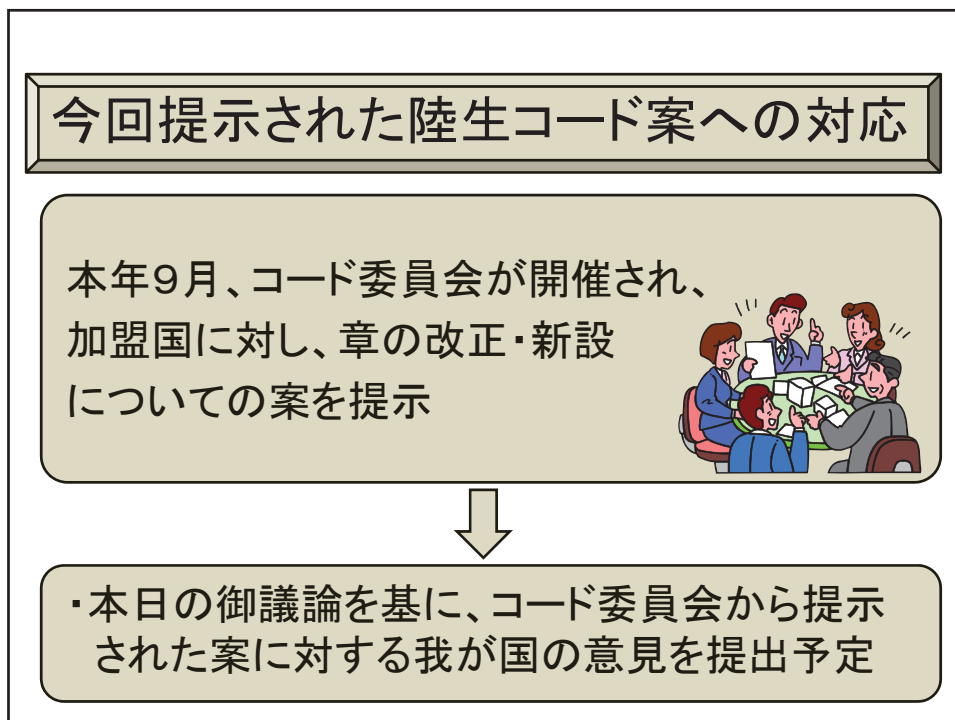 今回提示された陸生コード案への対応
本年９月、コード委員会が開催され、
加盟国に対し、章の改正・新設
についての案を提示
・本日の御議論を基に、コード委員会から提示
された案に対する我が国の意見を提出予定